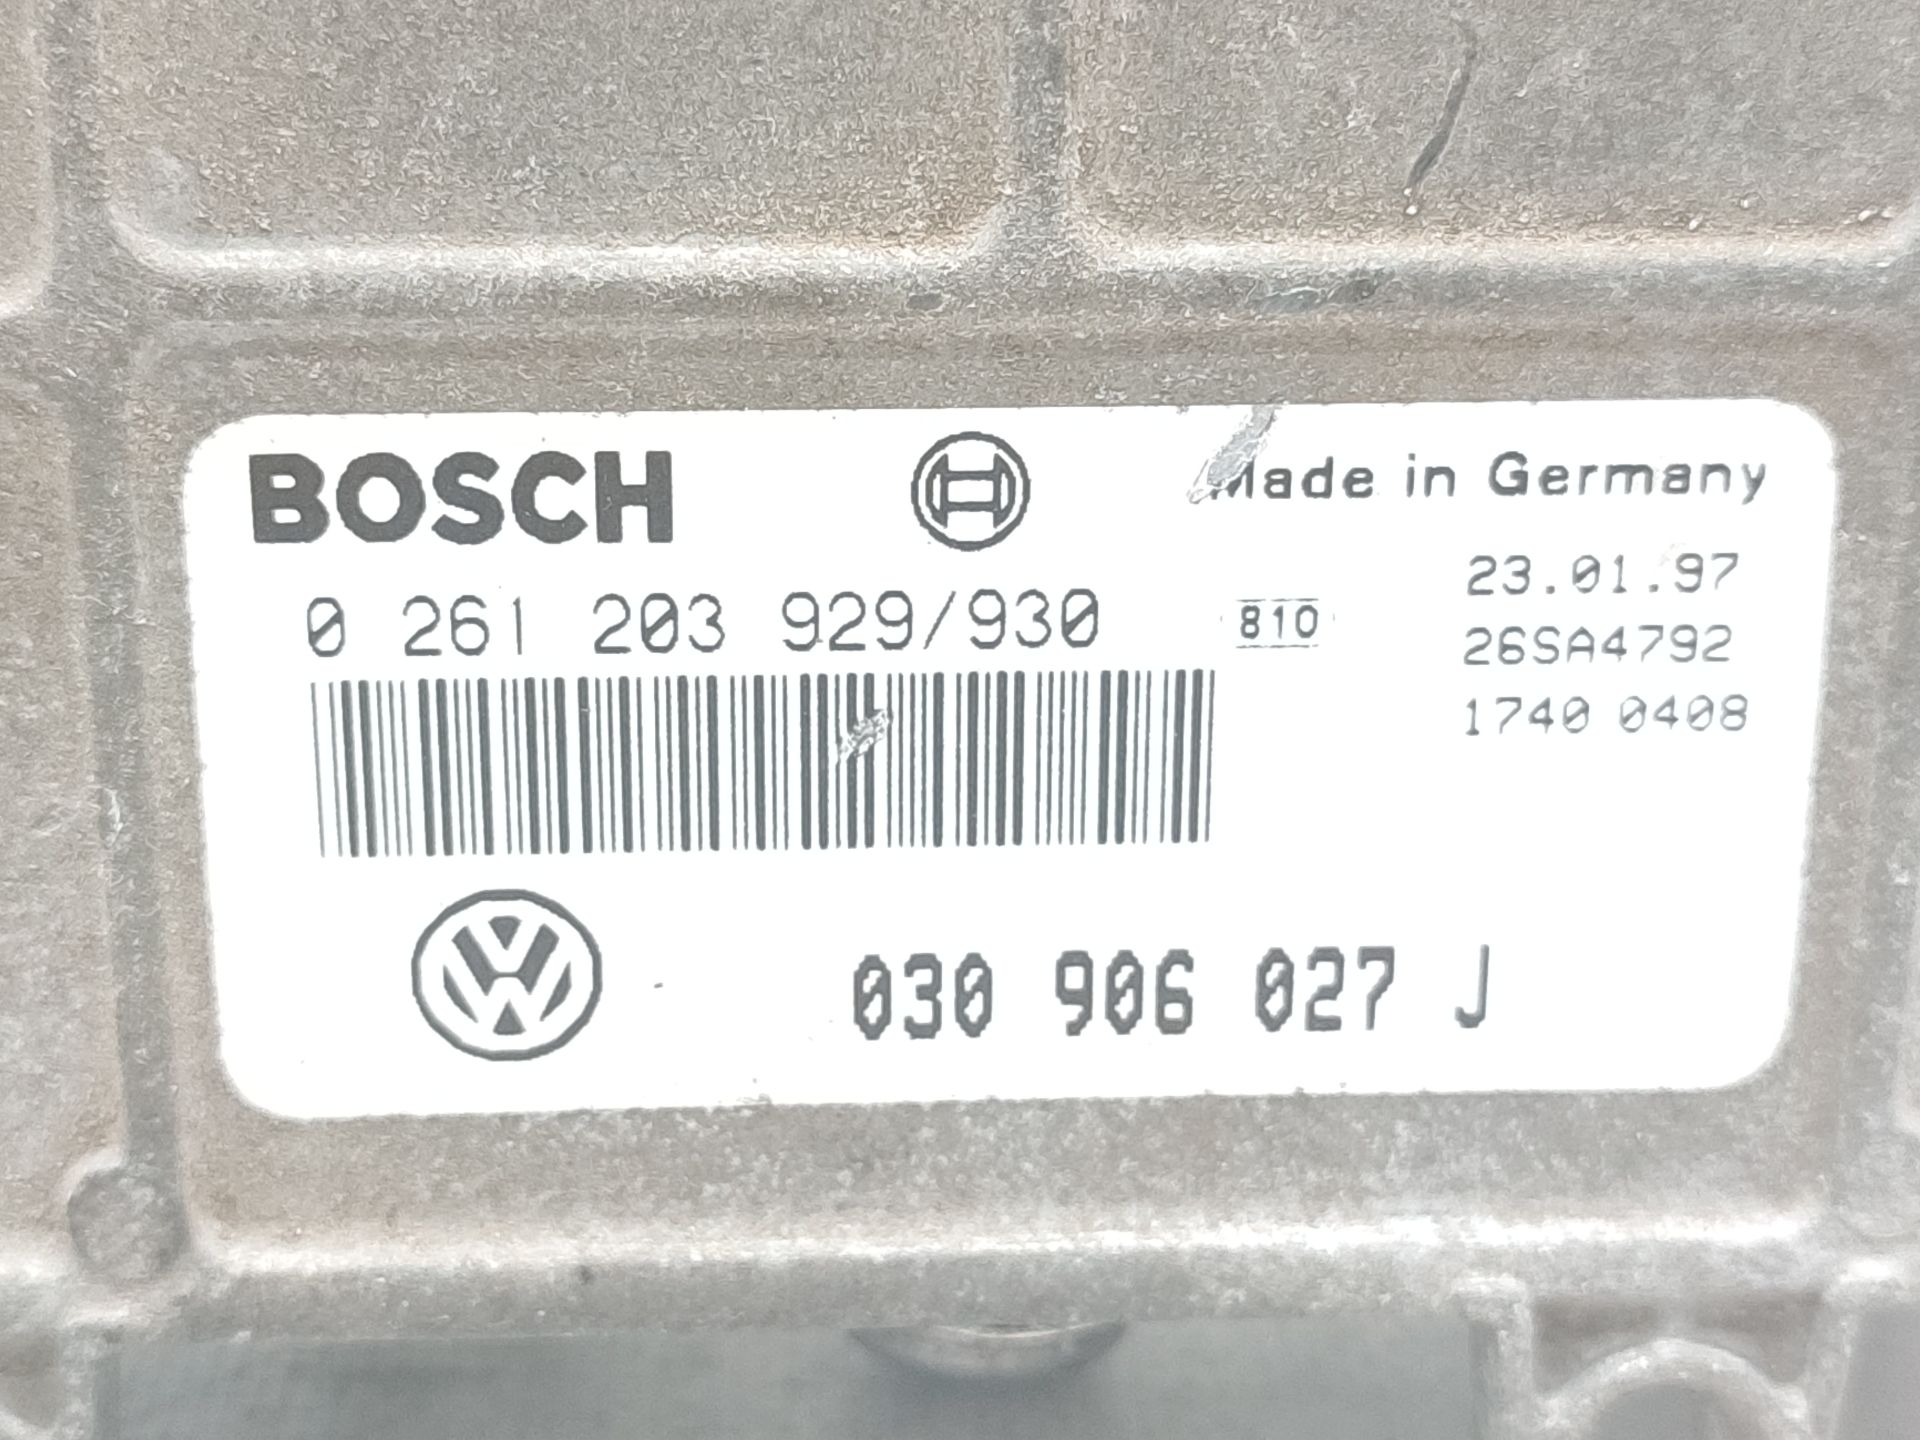 BOSCH Made in Germany
23.01.97
0 261 203 929/930 810 26SA4792
1740 0408
VW 030 906 027 J